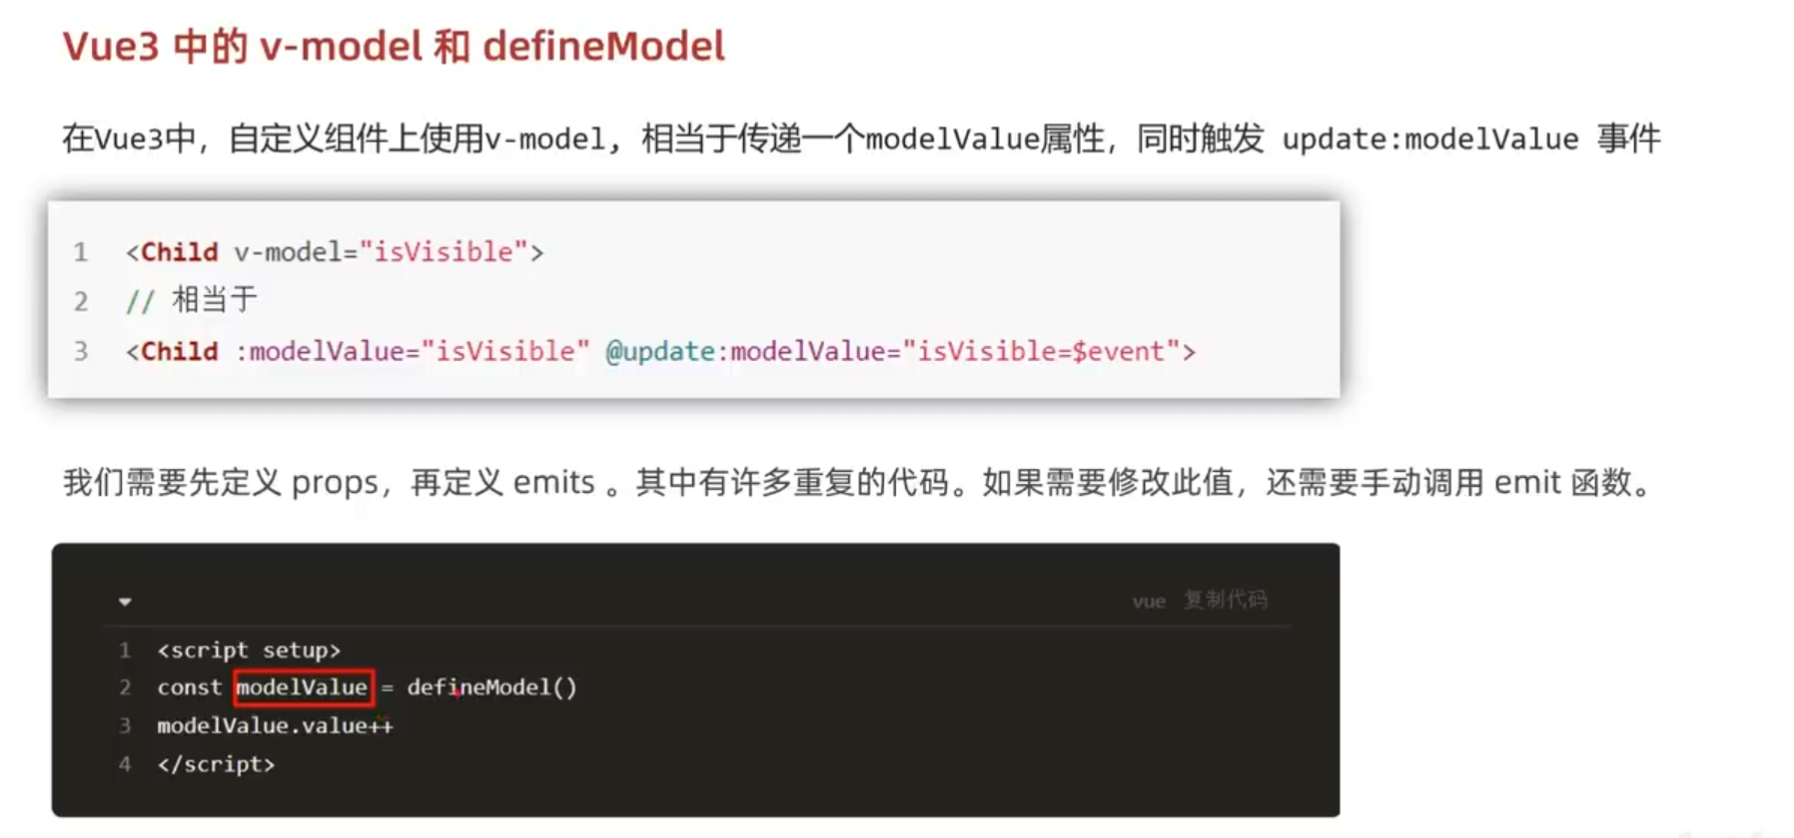 Vue3 中的 v-model 和 defineModel
在Vue3中，自定义组件上使用v-model, 相当于传递一个modelValue属性，同时触发 update:modelValue 事件
1 <Child v-model="isVisible">
2 // 相当于
3 <Child :modelValue="isVisible" @update:modelValue="isVisible=$event">
我们需要先定义 props，再定义 emits 。其中有许多重复的代码。如果需要修改此值，还需要手动调用 emit 函数。
vue 复制代码
1 <script setup>
2 const modelValue = defineModel()
3 modelValue.value++
4 </script>